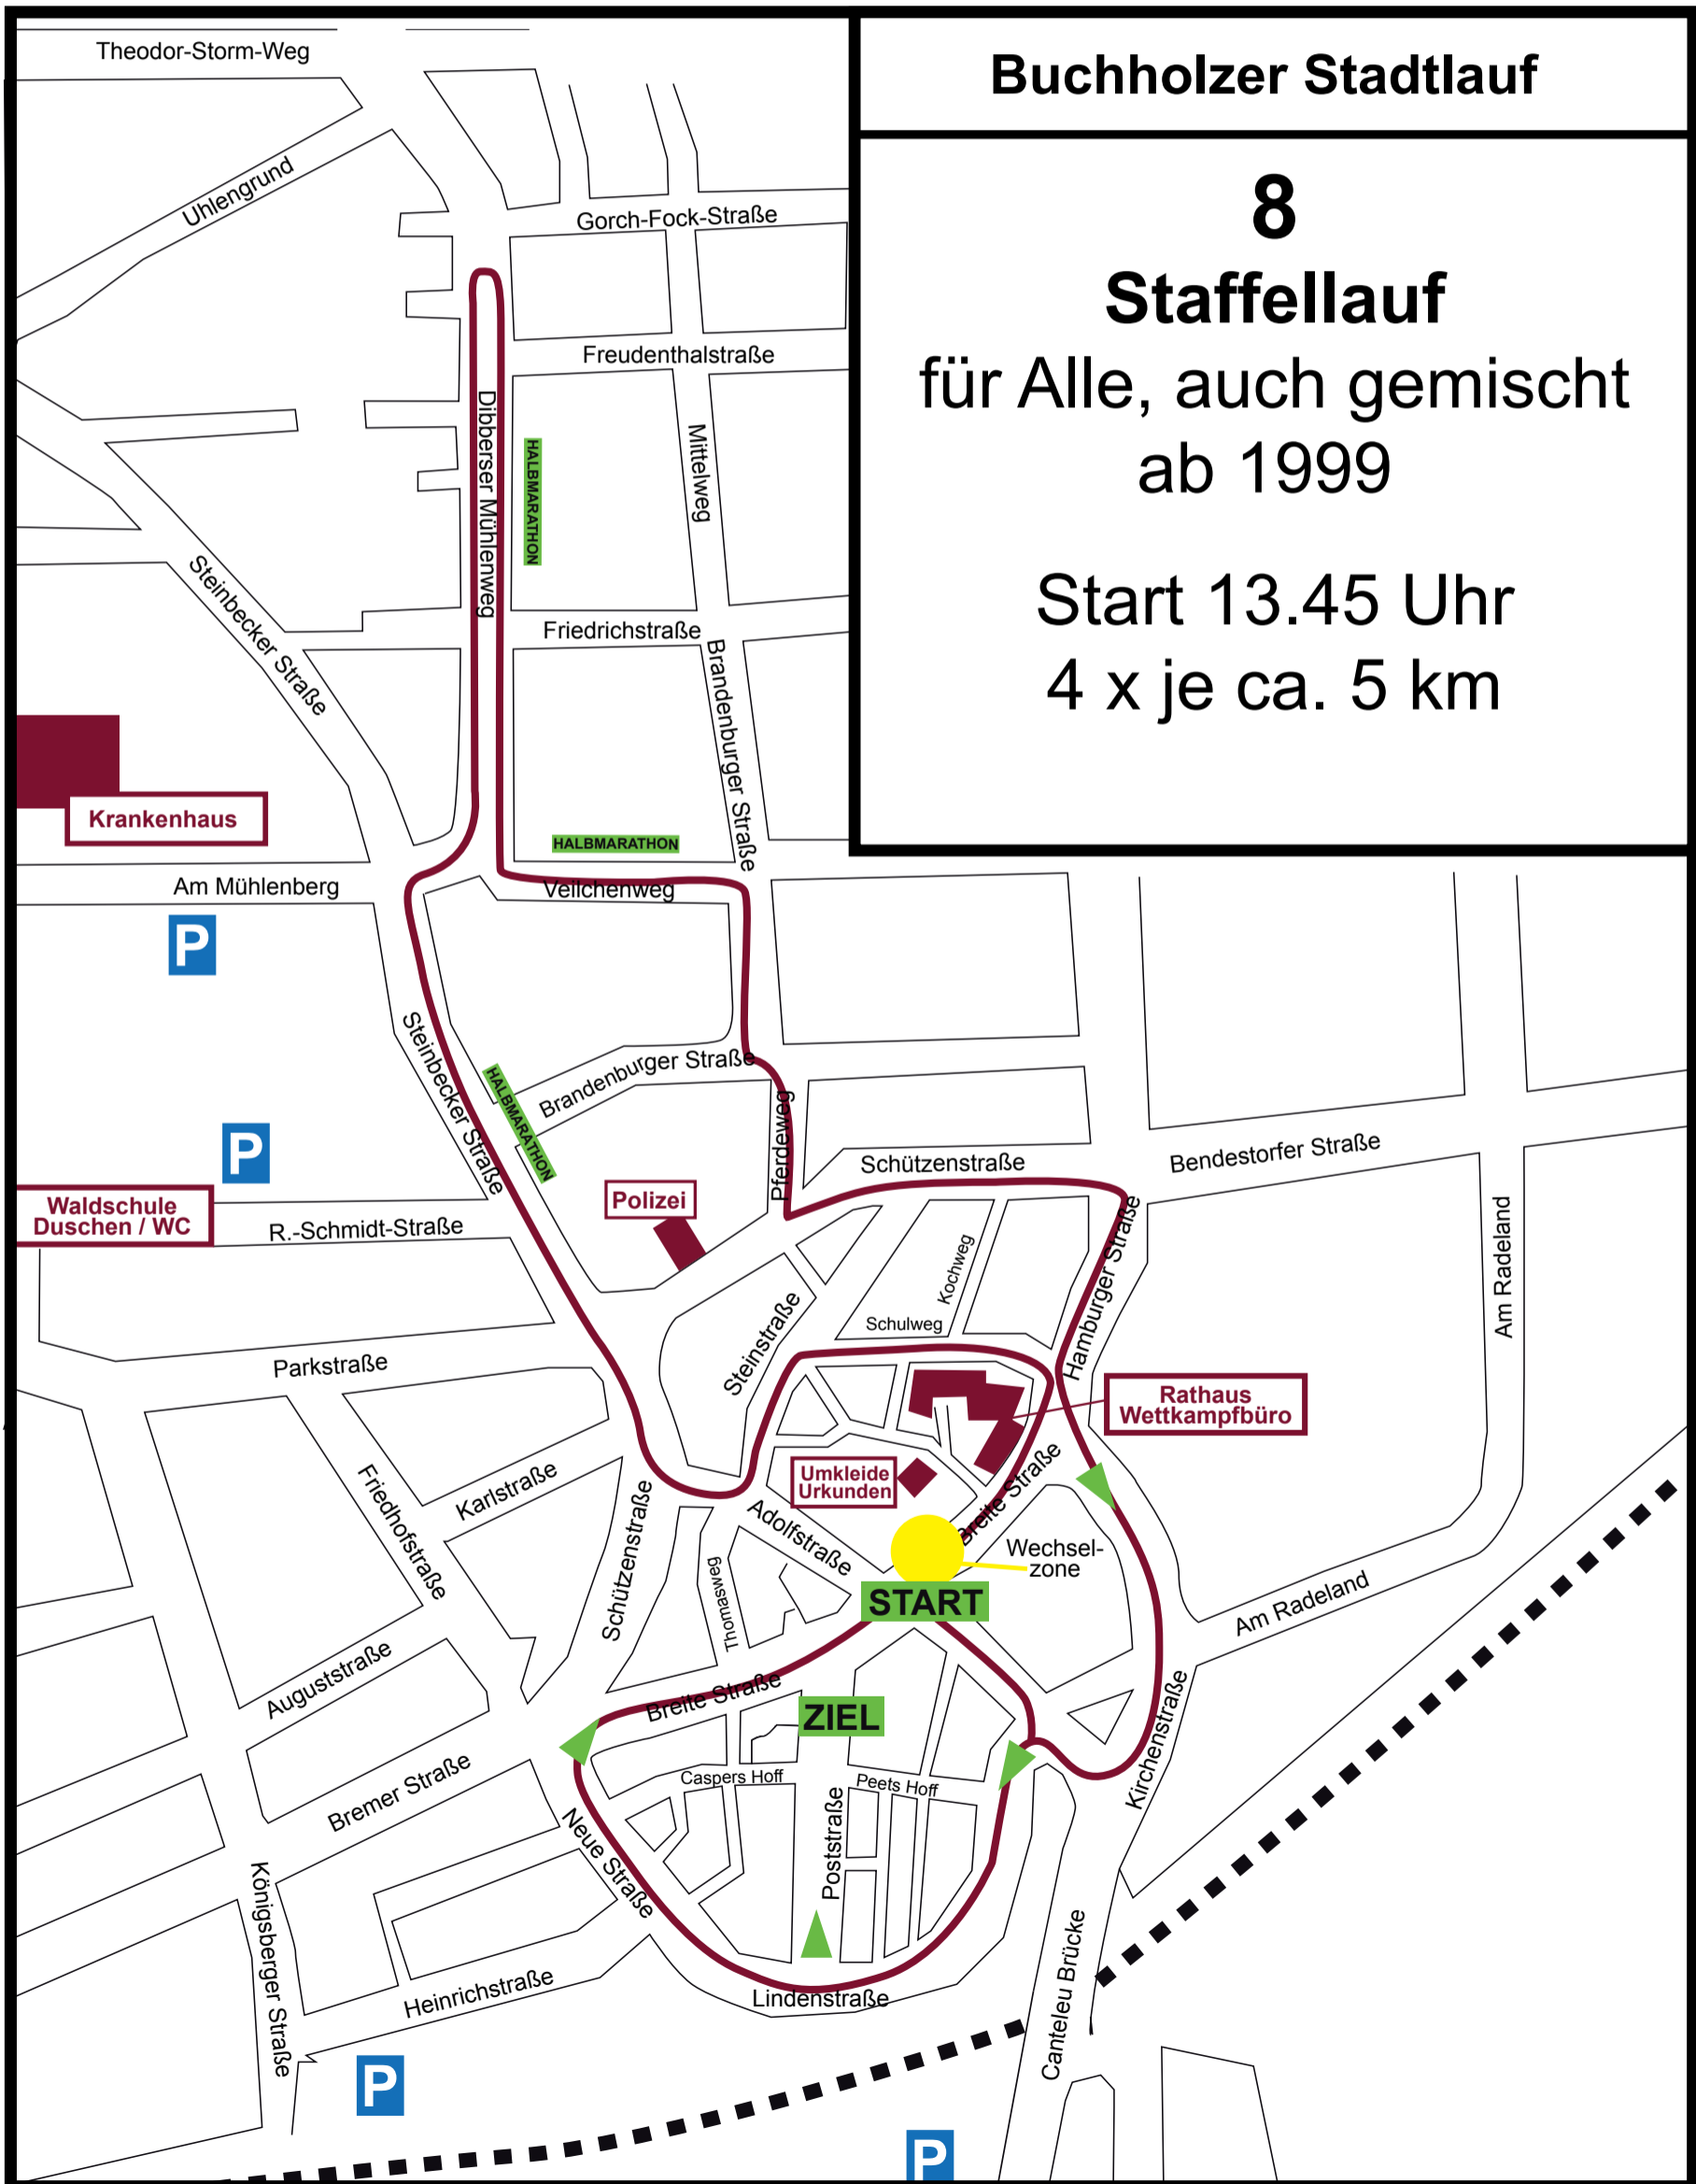 Theodor-Storm-Weg
Buchholzer Stadtlauf
8
Staffellauf
für Alle, auch gemischt
ab 1999
Start 13.45 Uhr
4 x je ca. 5 km
Uhlengrund
Gorch-Fock-Straße
Freudenthalstraße
Dibberser Mühlenweg
HALBMARATHON
Mittelweg
Steinbecker Straße
Friedrichstraße
Brandenburger Straße
Krankenhaus
HALBMARATHON
Am Mühlenberg
Veilchenweg
P
Steinbecker Straße
HALBMARATHON
Brandenburger Straße
Pferdeweg
P
Schützenstraße
Bendestorfer Straße
Waldschule
Duschen / WC
Polizei
R.-Schmidt-Straße
Hamburger Straße
Am Radeland
Kochweg
Schulweg
Steinstraße
Parkstraße
Rathaus
Wettkampfbüro
Friedhofstraße
Karlstraße
Umkleide
Urkunden
Breite Straße
Schützenstraße
Adolfstraße
Wechsel-
zone
Thomasweg
START
Am Radeland
Auguststraße
Breite Straße
ZIEL
Kirchenstraße
Bremer Straße
Caspers Hoff
Peets Hoff
Neue Straße
Poststraße
Königsberger Straße
Heinrichstraße
Lindenstraße
Canteleu Brücke
P
P